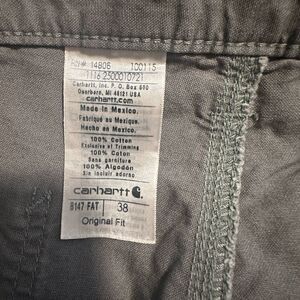 RN# 14806 100115
1116 2300010721
Carhartt, Inc. P.O. Box 600
Dearborn, MI 48121 USA
carhartt.com
Made in Mexico.
Fabriqué au Mexique.
Hecho en Mexico.
100% Cotton
Exclusive of Trimming
100% Coton
Sans garniture
100% Algodón
Sin incluir adorno
carhartt
B147 FAT 38
Original Fit